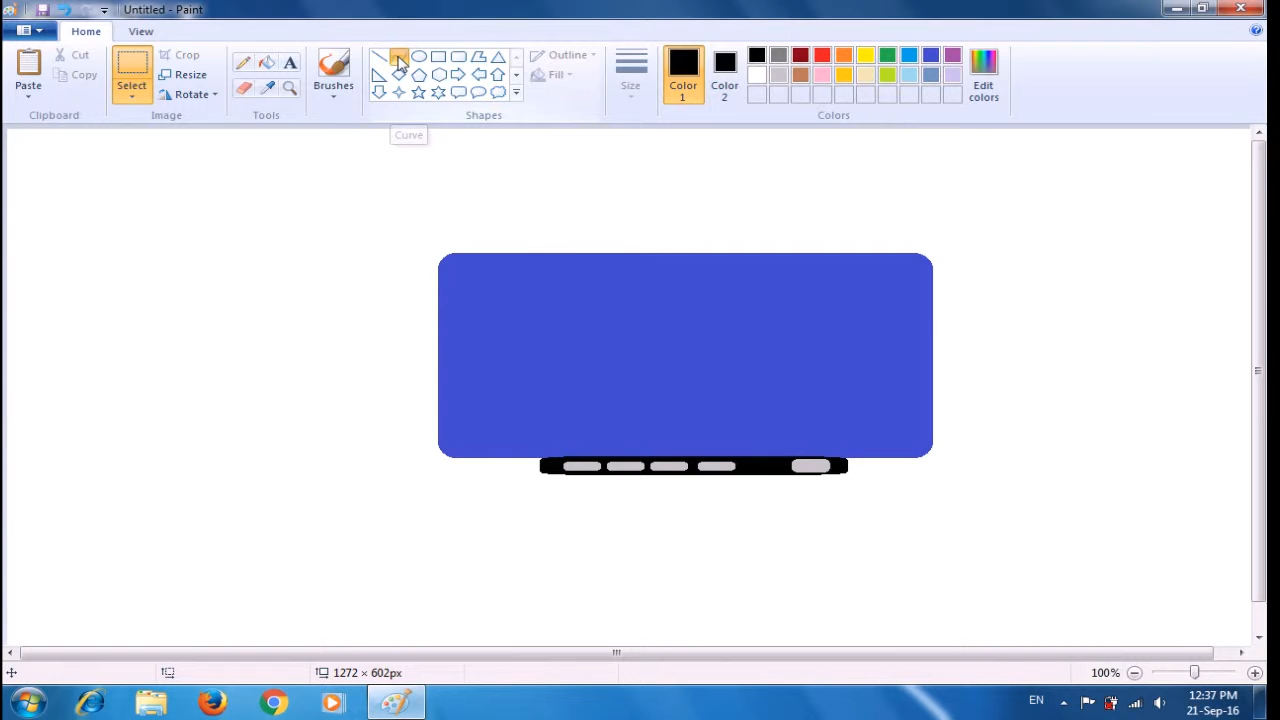 Untitled - Paint
Home View
Cut
Copy
Paste
Clipboard
Select
Crop
Resize
Rotate
Image
A
Tools
Brushes
Outline
Fill
Shapes
Size
Color 1
Color 2
Edit colors
Colors
Curve
1272 × 602px
100%
EN
12:37 PM
21-Sep-16